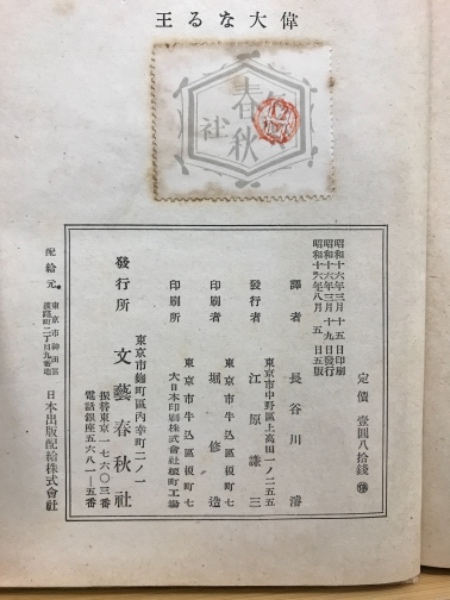 偉大なる王
春秋
社
定價 壹圓八拾錢
昭和十六年三月十五日印刷
昭和十六年三月十九日發行
昭和十六年八月五日五版
譯者 長谷川濬
東京市中野區上高田一ノ二五五
發行者 江原謙三
東京市牛込區榎町七
印刷者 堀修造
東京市牛込區榎町七
印刷所 大日本印刷株式會社榎町工場
東京市麹町區內幸町二ノ一
發行所 文藝春秋社
振替東京一七六〇三番
電話銀座五六八一—五番
配給元 東京市神田區
淡路町二丁目九番地
日本出版配給株式會社